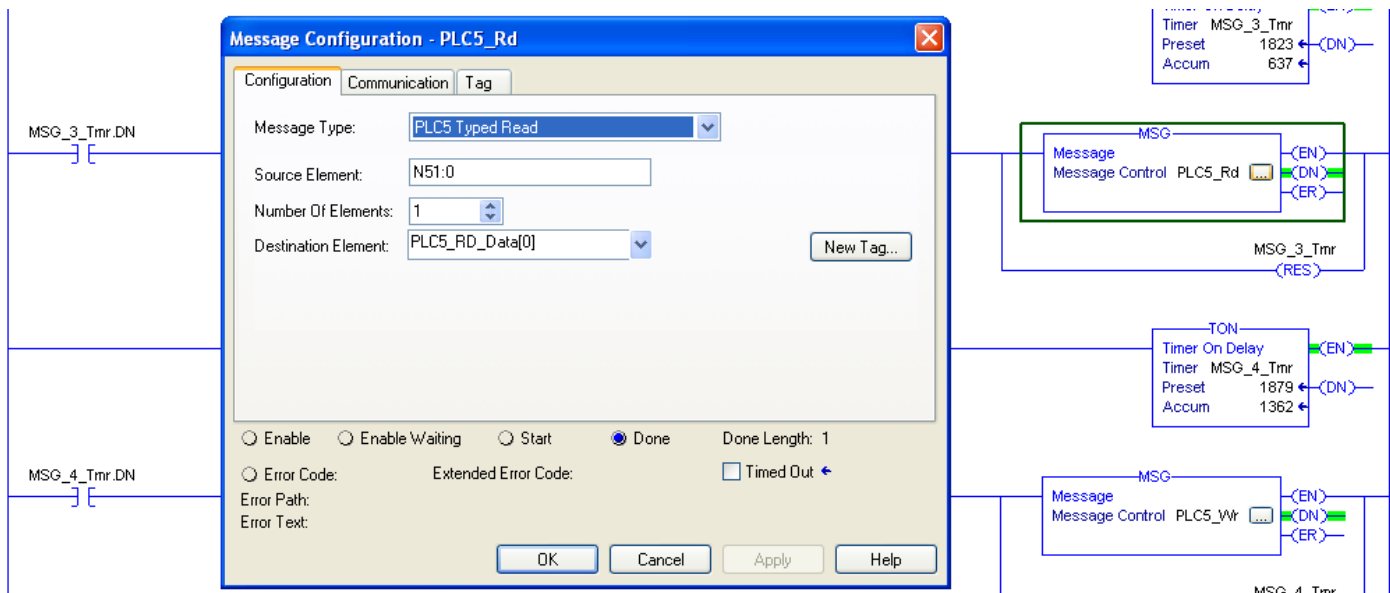 Message Configuration - PLC5_Rd
Configuration Communication Tag
Message Type: PLC5 Typed Read
Source Element: N51:0
Number Of Elements: 1
Destination Element: PLC5_RD_Data[0] New Tag...
Enable Enable Waiting Start Done Done Length: 1
Error Code: Extended Error Code: Timed Out
Error Path:
Error Text:
OK Cancel Apply Help
Timer MSG_3_Tmr
Preset 1823 (DN)
Accum 637
MSG_3_Tmr.DN
MSG
Message (EN)
Message Control PLC5_Rd ... (DN)
(ER)
MSG_3_Tmr
(RES)
TON
Timer On Delay (EN)
Timer MSG_4_Tmr
Preset 1879 (DN)
Accum 1362
MSG_4_Tmr.DN
MSG
Message (EN)
Message Control PLC5_Wr ... (DN)
(ER)